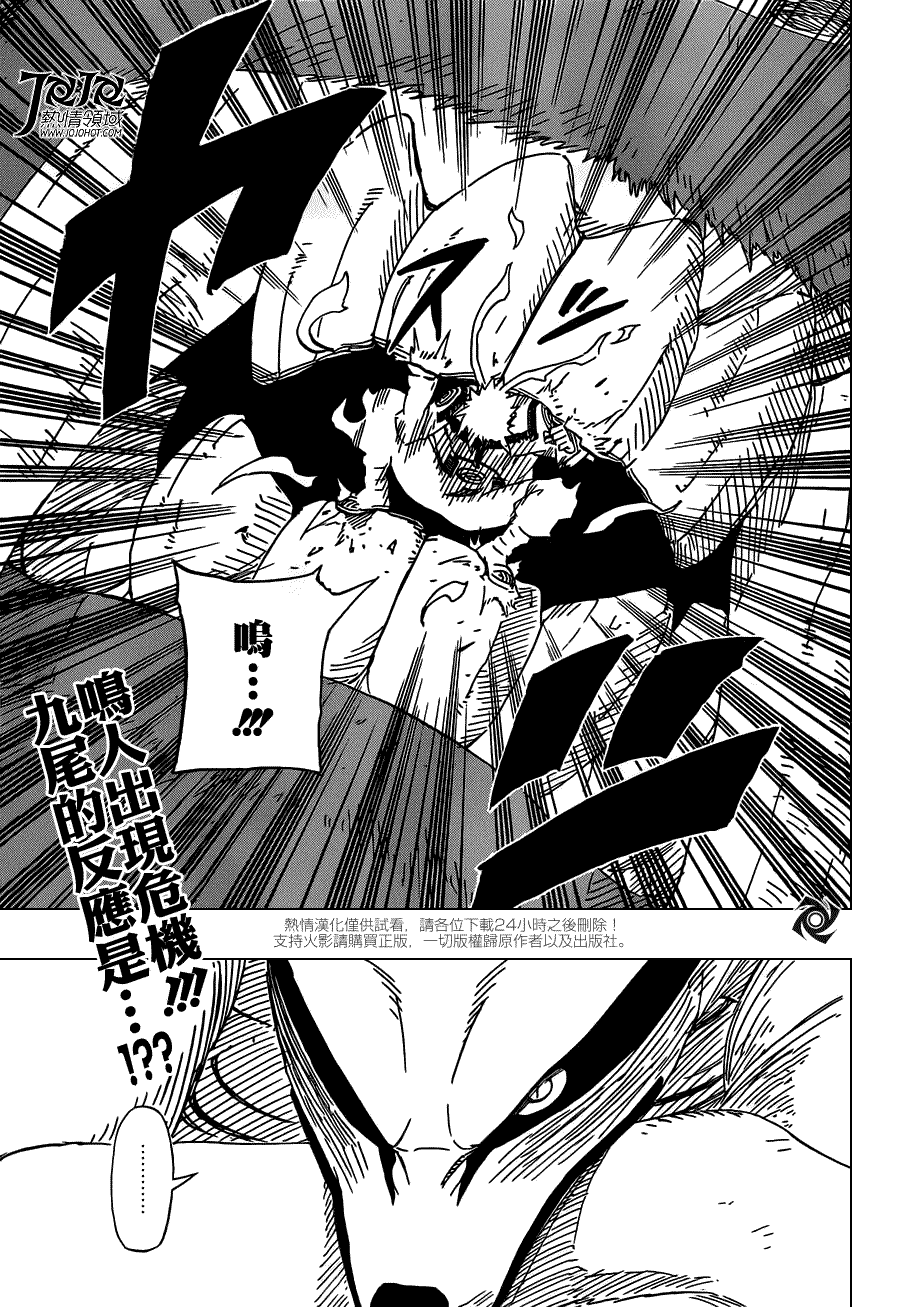 JOJO
熱情領域
WWW.JOJOHOT.COM
ズッ
嗚…!!!
鳴人出現危機!!!
九尾的反應是…!??
熱情漢化僅供試看，請各位下載24小時之後刪除！
支持火影請購買正版，一切版權歸原作者以及出版社。
………